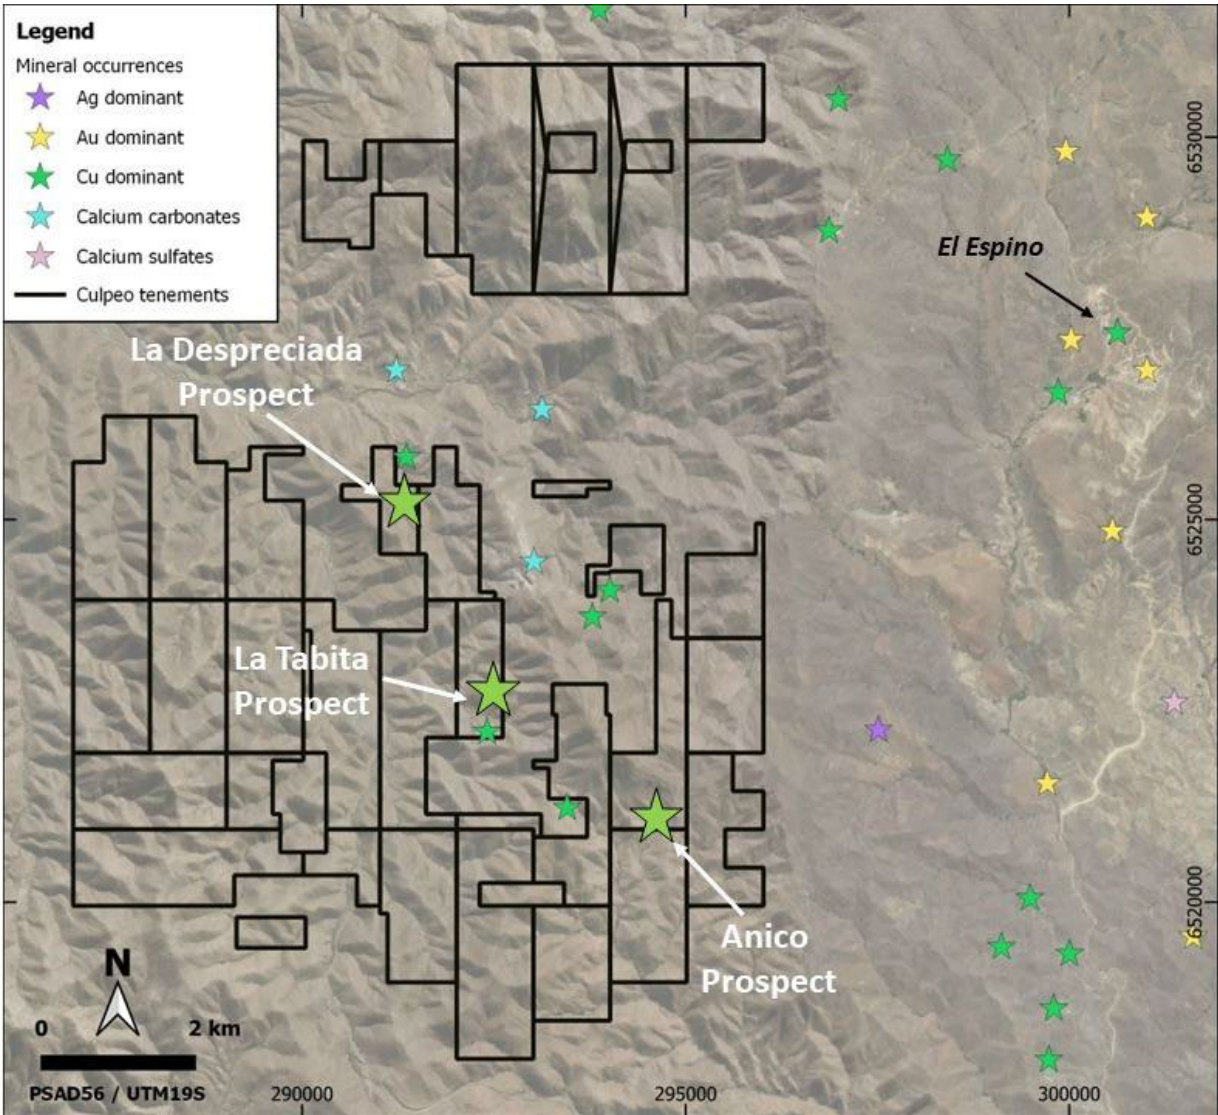 Legend
Mineral occurrences
Ag dominant
Au dominant
Cu dominant
Calcium carbonates
Calcium sulfates
Culpeo tenements
6530000
El Espino
La Despreciada
Prospect
6525000
La Tabita
Prospect
6520000
Anico
Prospect
N
0 2 km
PSAD56 / UTM19S
290000 295000 300000